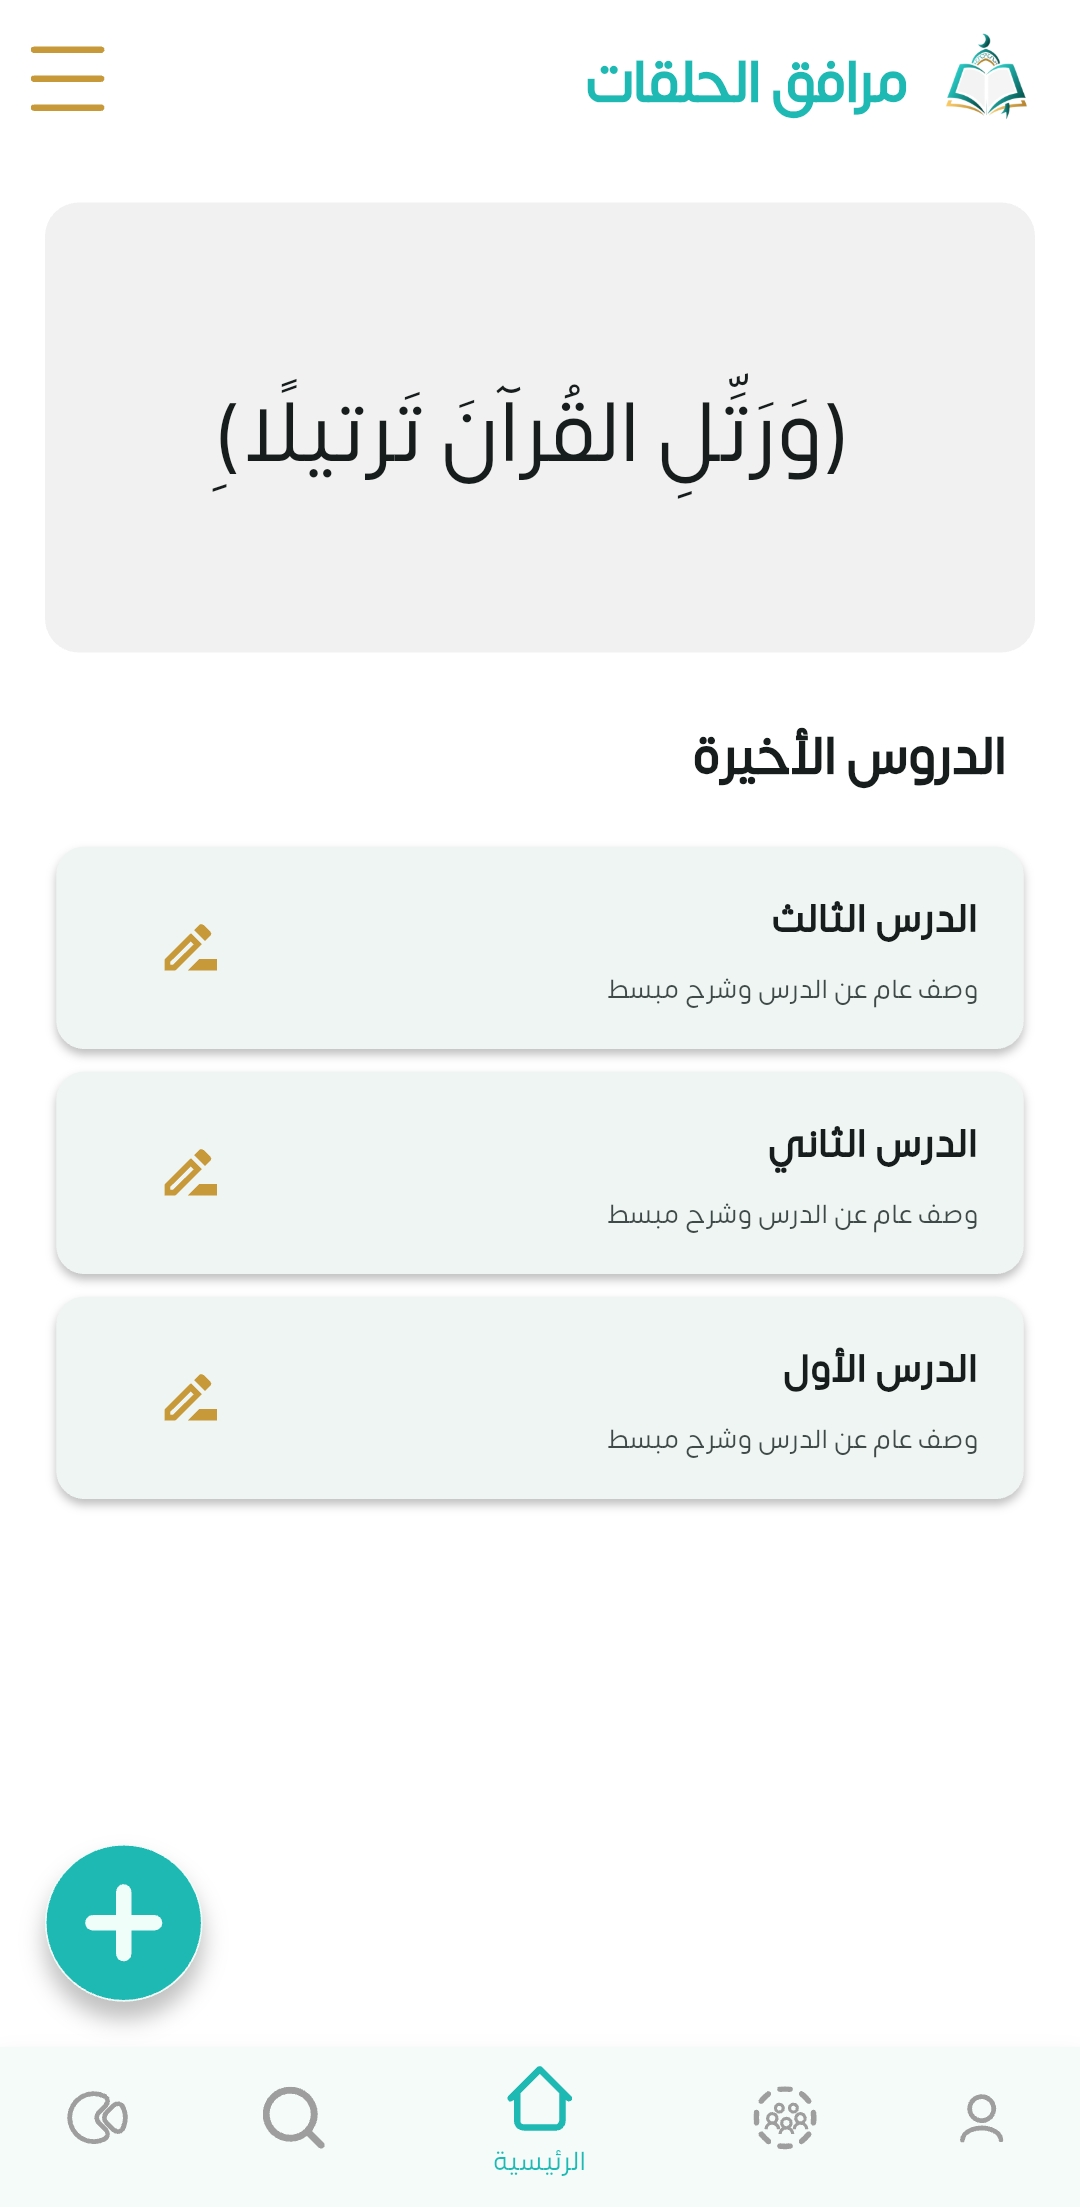 مرافق الحلقات
(وَرَتِّلِ القُرآنَ تَرتيلًا)ِ
الدروس الأخيرة
الدرس الثالث
وصف عام عن الدرس وشرح مبسط
الدرس الثاني
وصف عام عن الدرس وشرح مبسط
الدرس الأول
وصف عام عن الدرس وشرح مبسط
الرئيسية